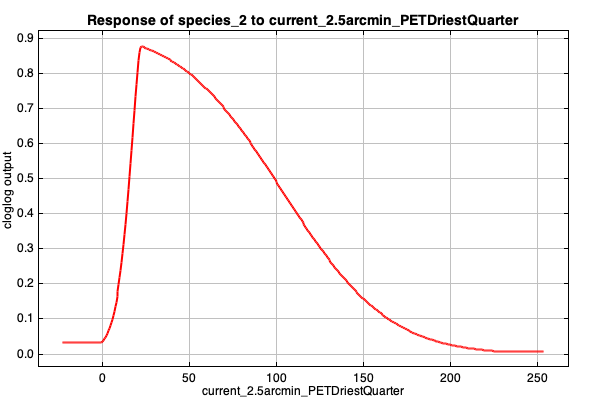 Response of species_2 to current_2.5arcmin_PETDriestQuarter
0.9
0.8
0.7
0.6
0.5
0.4
0.3
0.2
0.1
0.0
cloglog output
0 50 100 150 200 250
current_2.5arcmin_PETDriestQuarter